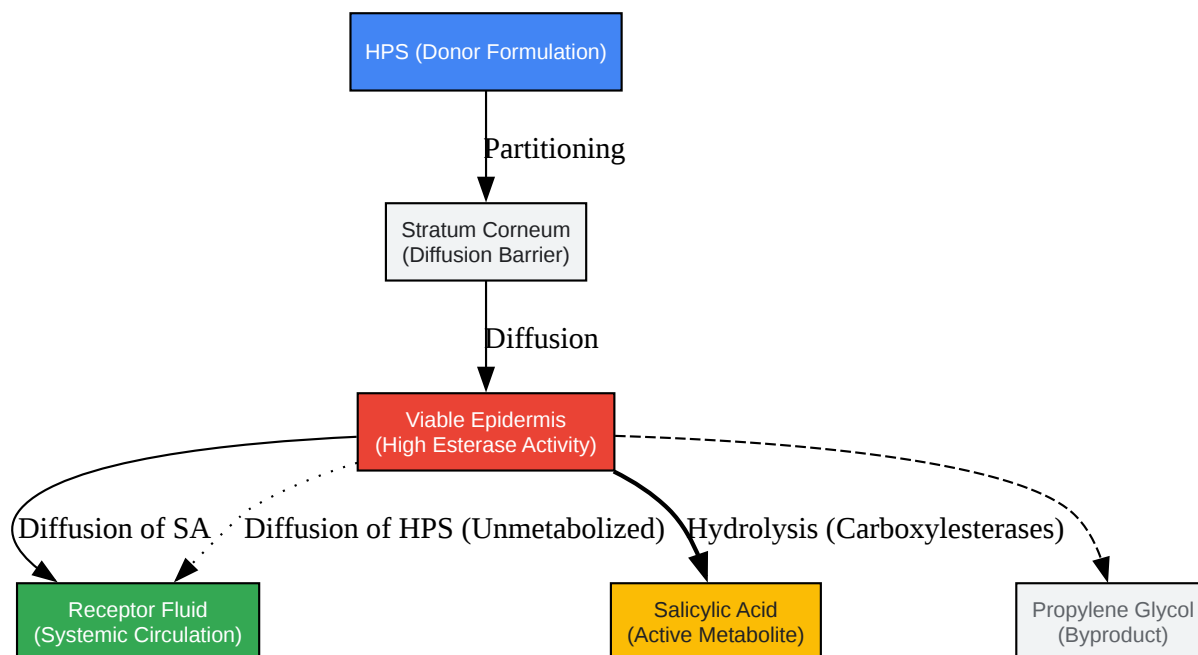 HPS (Donor Formulation)
Partitioning
Stratum Corneum
(Diffusion Barrier)
Diffusion
Viable Epidermis
(High Esterase Activity)
Diffusion of SA
Diffusion of HPS (Unmetabolized)
Hydrolysis (Carboxylesterases)
Receptor Fluid
(Systemic Circulation)
Salicylic Acid
(Active Metabolite)
Propylene Glycol
(Byproduct)